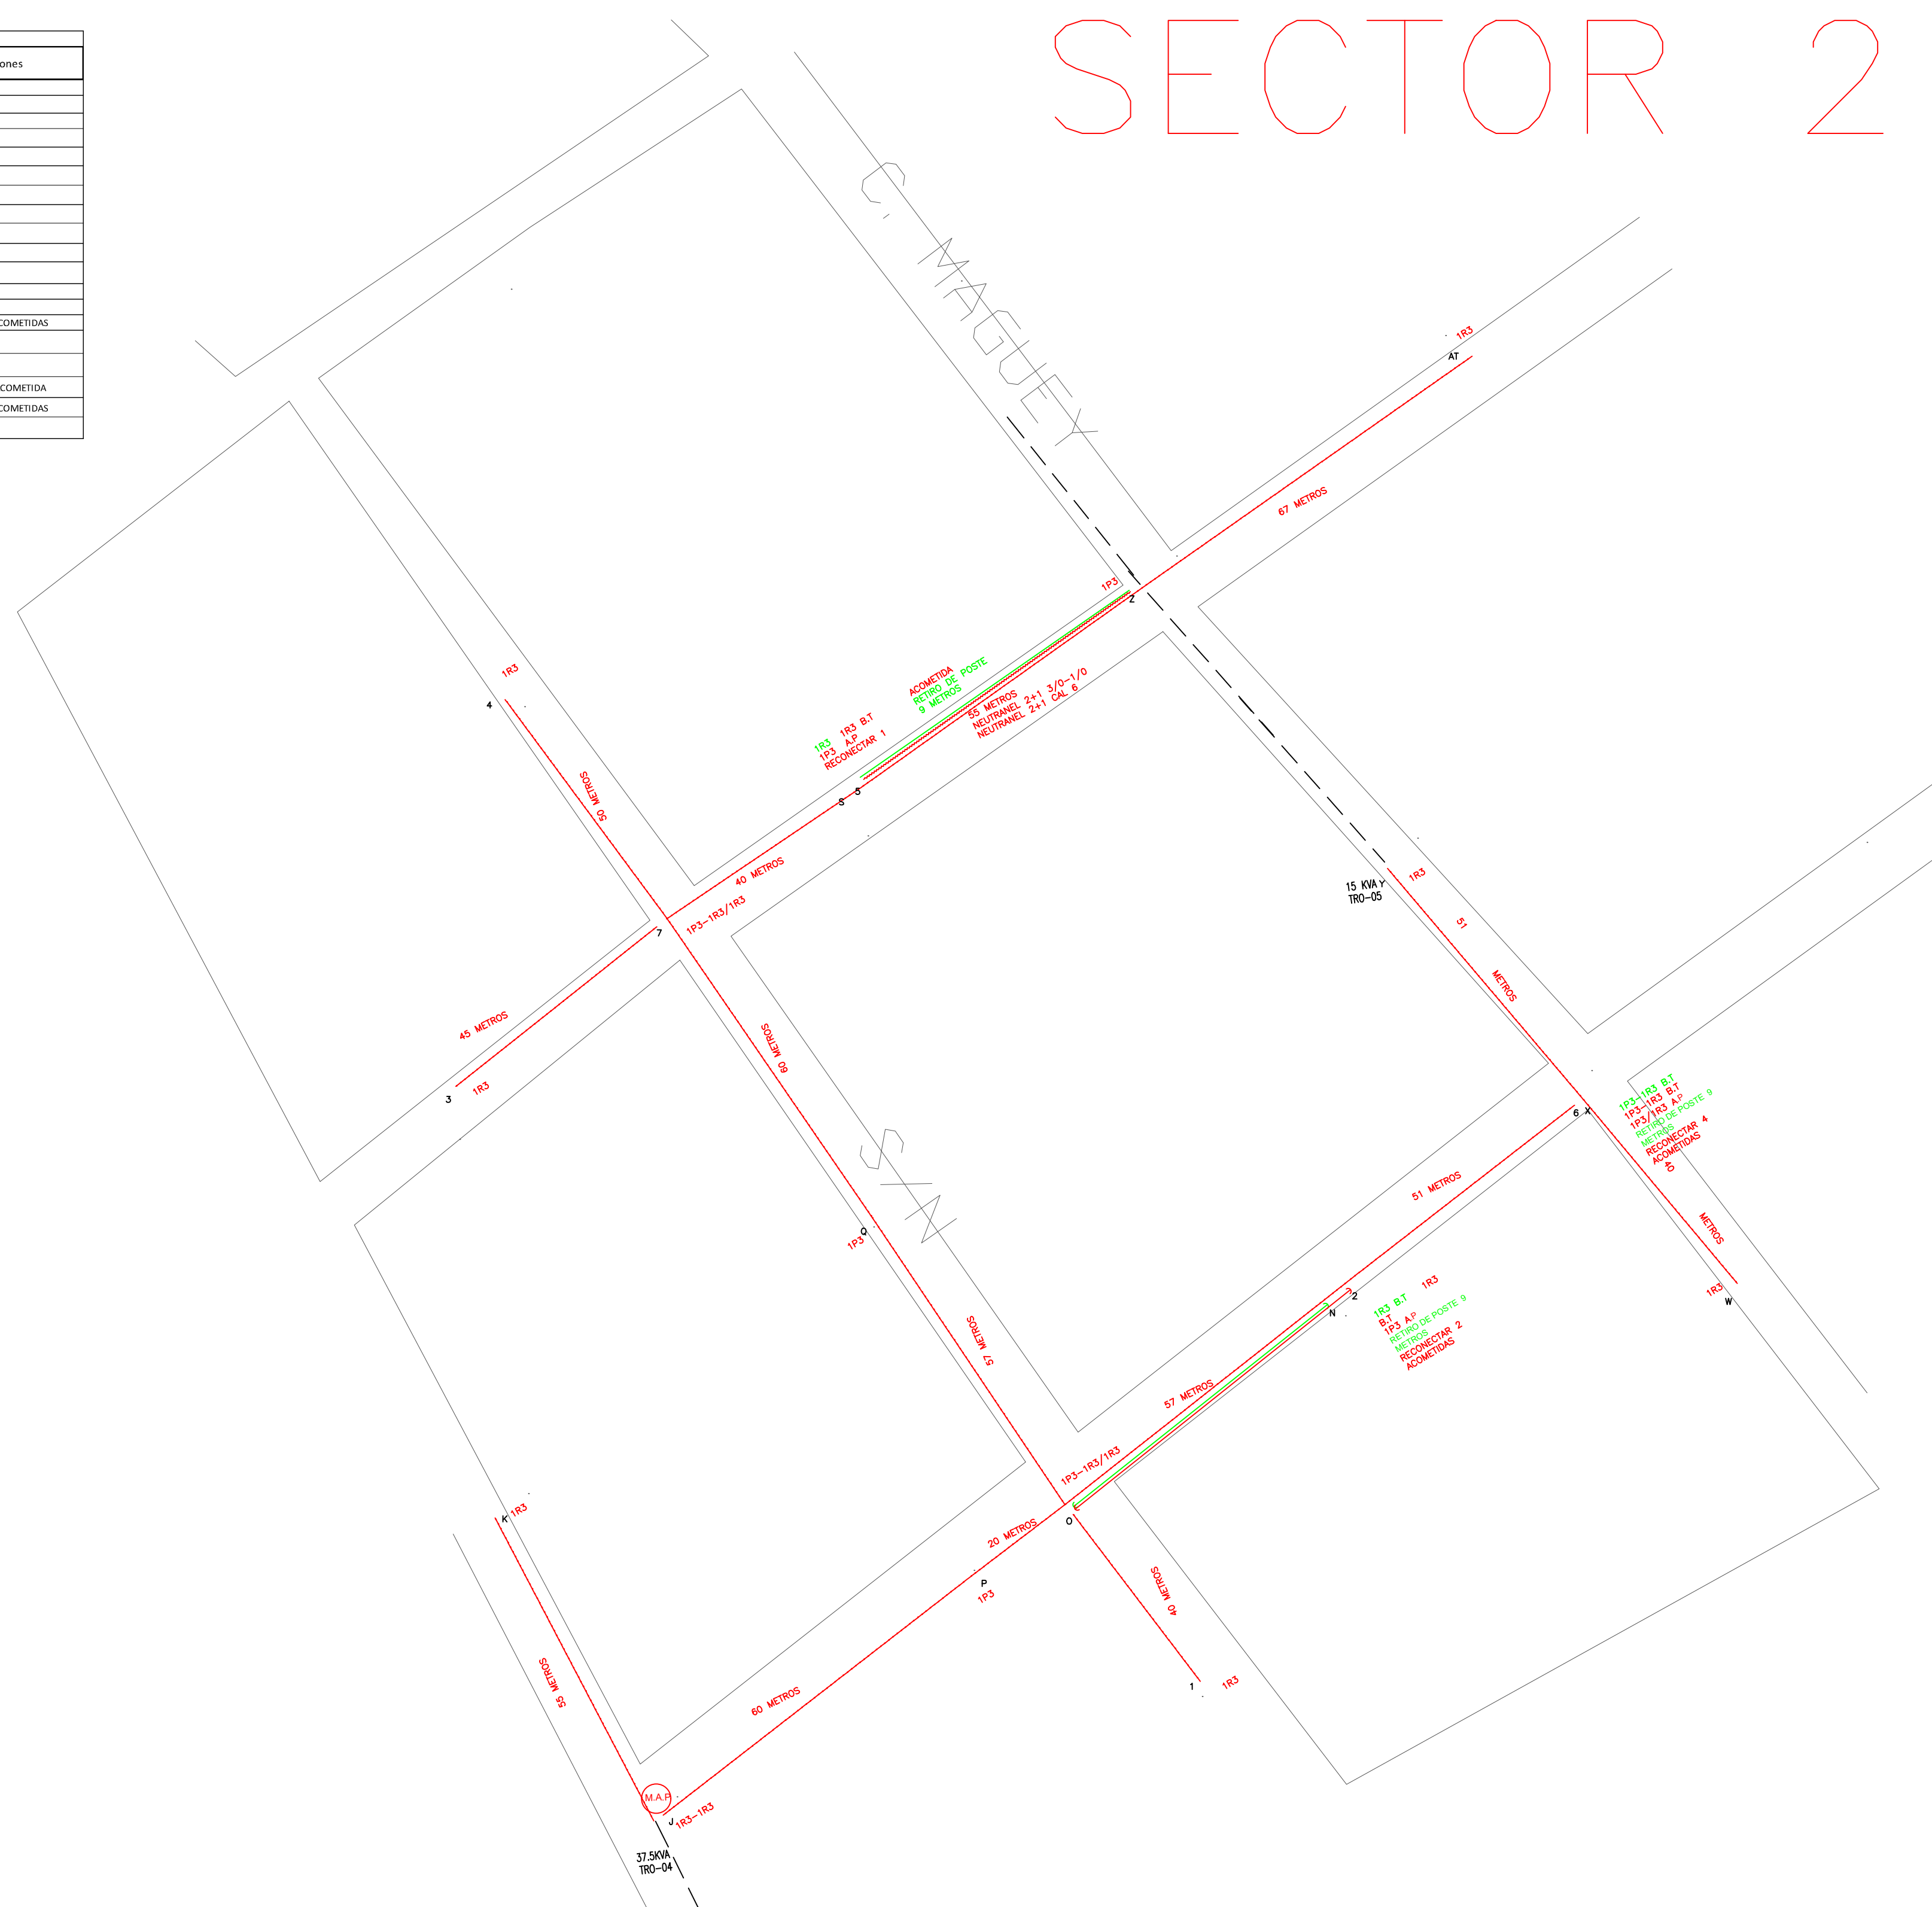 SECTOR 2
ones
COMETIDAS
COMETIDA
COMETIDAS
C. MAGUEY
1R3
AT
67 METROS
1P3
Z
ACOMETIDA
RETIRO DE POSTE
9 METROS
55 METROS
NEUTRANEL 2+1 3/0-1/0
NEUTRANEL 2+1 CAL 6
1R3 1R3 B.T
1P3 A.P
RECONECTAR 1
S 5
1R3
4
50 METROS
40 METROS
1P3-1R3/1R3
7
15 KVA Y
TRO-05
1R3
51 METROS
45 METROS
1R3
3
60 METROS
S/N
Q
1P3
6 X
1P3-1R3 B.T
1P3-1R3 B.T
1P3/1R3 A.P
RETIRO DE POSTE 9
METROS
RECONECTAR 4
ACOMETIDAS
40 METROS
1R3
W
51 METROS
2
N
1R3 B.T 1R3
B.T
1P3 A.P
RETIRO DE POSTE 9
METROS
RECONECTAR 2
ACOMETIDAS
57 METROS
57 METROS
1P3-1R3/1R3
O
20 METROS
P
1P3
40 METROS
1
1R3
K
1R3
55 METROS
60 METROS
M.A.P
J
1R3-1R3
37.5KVA
TRO-04